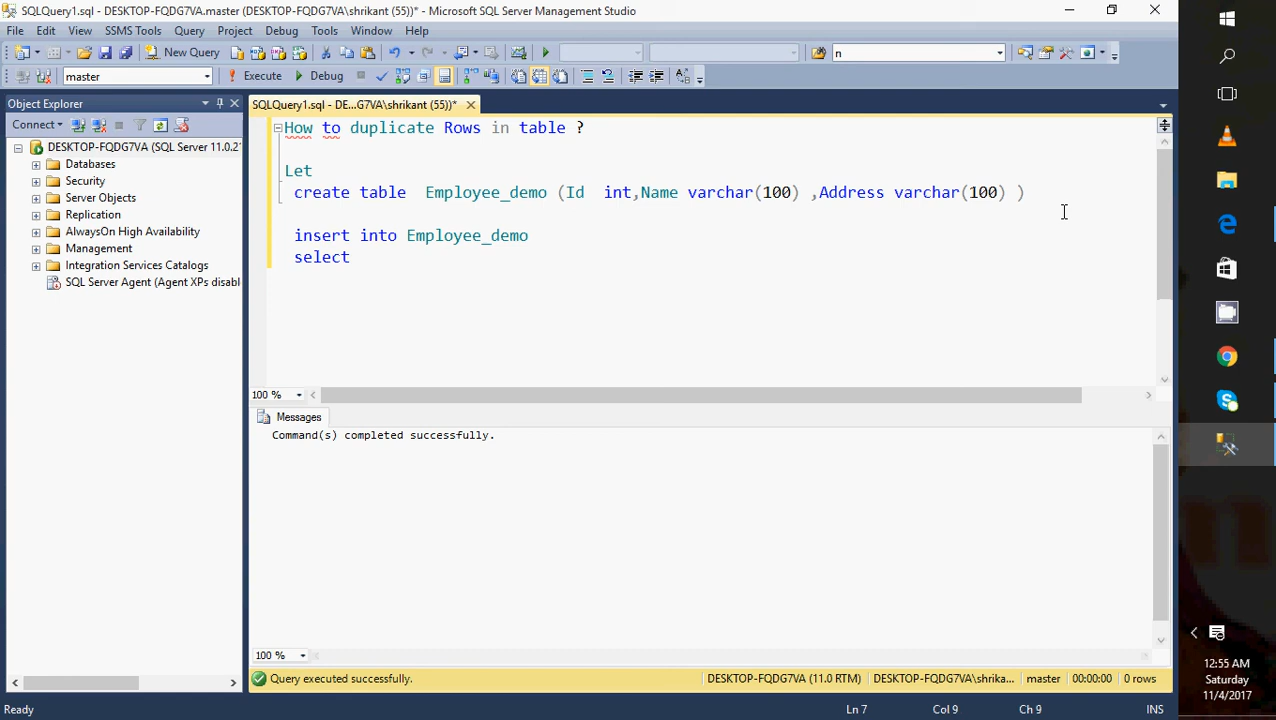 SQLQuery1.sql - DESKTOP-FQDG7VA.master (DESKTOP-FQDG7VA\shrikant (55))* - Microsoft SQL Server Management Studio
File Edit View SSMS Tools Query Project Debug Tools Window Help
New Query n
master Execute Debug
Object Explorer
SQLQuery1.sql - DE...G7VA\shrikant (55))*
Connect
DESKTOP-FQDG7VA (SQL Server 11.0.21
Databases
Security
Server Objects
Replication
AlwaysOn High Availability
Management
Integration Services Catalogs
SQL Server Agent (Agent XPs disabl
How to duplicate Rows in table ?
Let
create table Employee_demo (Id int,Name varchar(100) ,Address varchar(100) )
insert into Employee_demo
select
100 %
Messages
Command(s) completed successfully.
100 %
Query executed successfully. DESKTOP-FQDG7VA (11.0 RTM) DESKTOP-FQDG7VA\shrika... master 00:00:00 0 rows
Ready Ln 7 Col 9 Ch 9 INS
12:55 AM
Saturday
11/4/2017